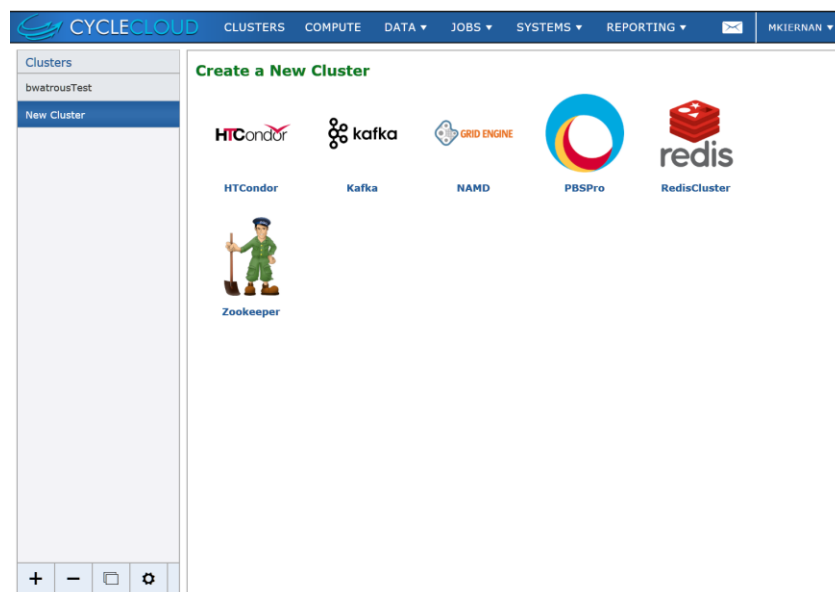 CYCLECLOUD CLUSTERS COMPUTE DATA ▾ JOBS ▾ SYSTEMS ▾ REPORTING ▾ MKIERNAN ▾
Clusters
bwatrousTest
New Cluster
Create a New Cluster
HTCondor kafka GRID ENGINE redis
HTCondor Kafka NAMD PBSPro RedisCluster
Zookeeper